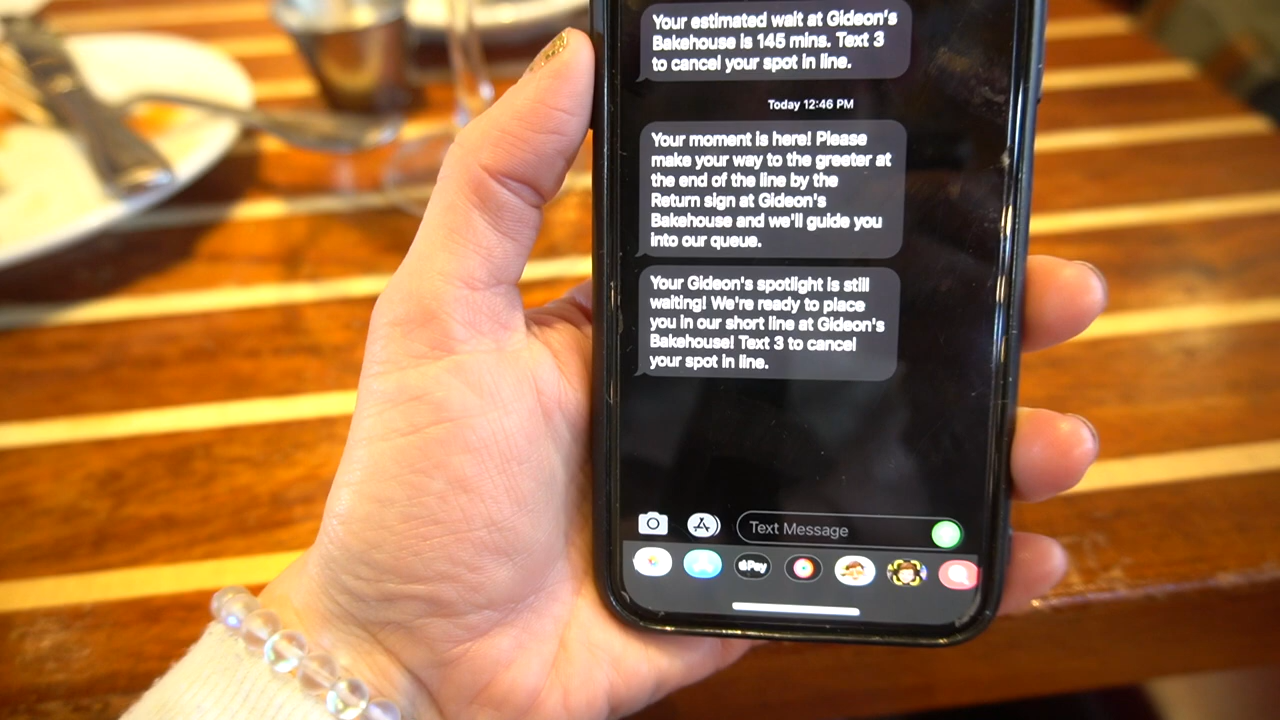 Your estimated wait at Gideon's
Bakehouse is 145 mins. Text 3
to cancel your spot in line.
Today 12:46 PM
Your moment is here! Please
make your way to the greeter at
the end of the line by the
Return sign at Gideon's
Bakehouse and we'll guide you
into our queue.
Your Gideon's spotlight is still
waiting! We're ready to place
you in our short line at Gideon's
Bakehouse! Text 3 to cancel
your spot in line.
Text Message
Pay